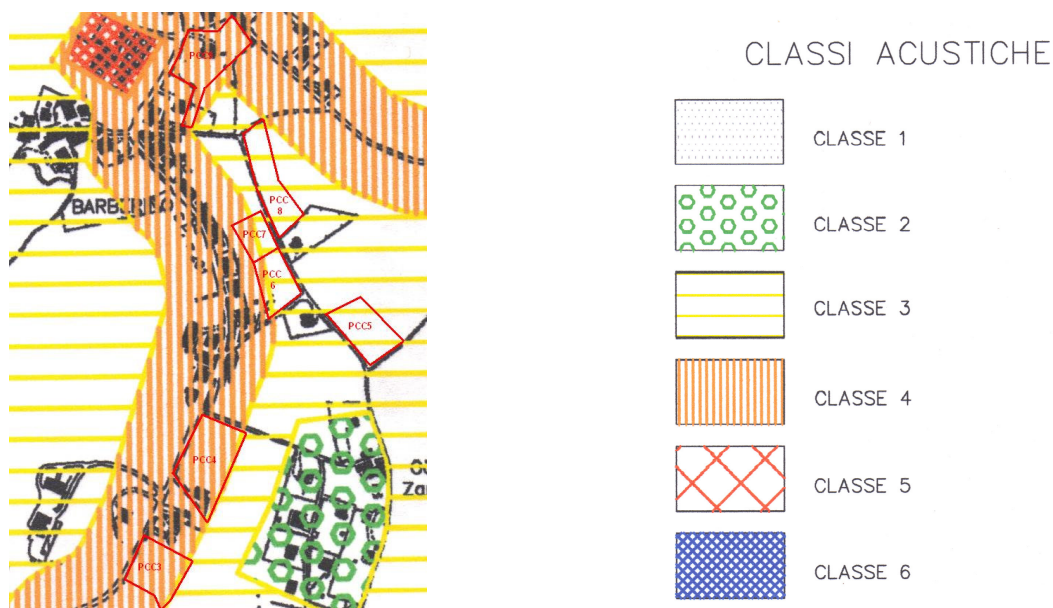 CLASSI ACUSTICHE
CLASSE 1
CLASSE 2
CLASSE 3
CLASSE 4
CLASSE 5
CLASSE 6
PCC
8
PCC7
PCC
6
PCC5
PCC4
PCC3